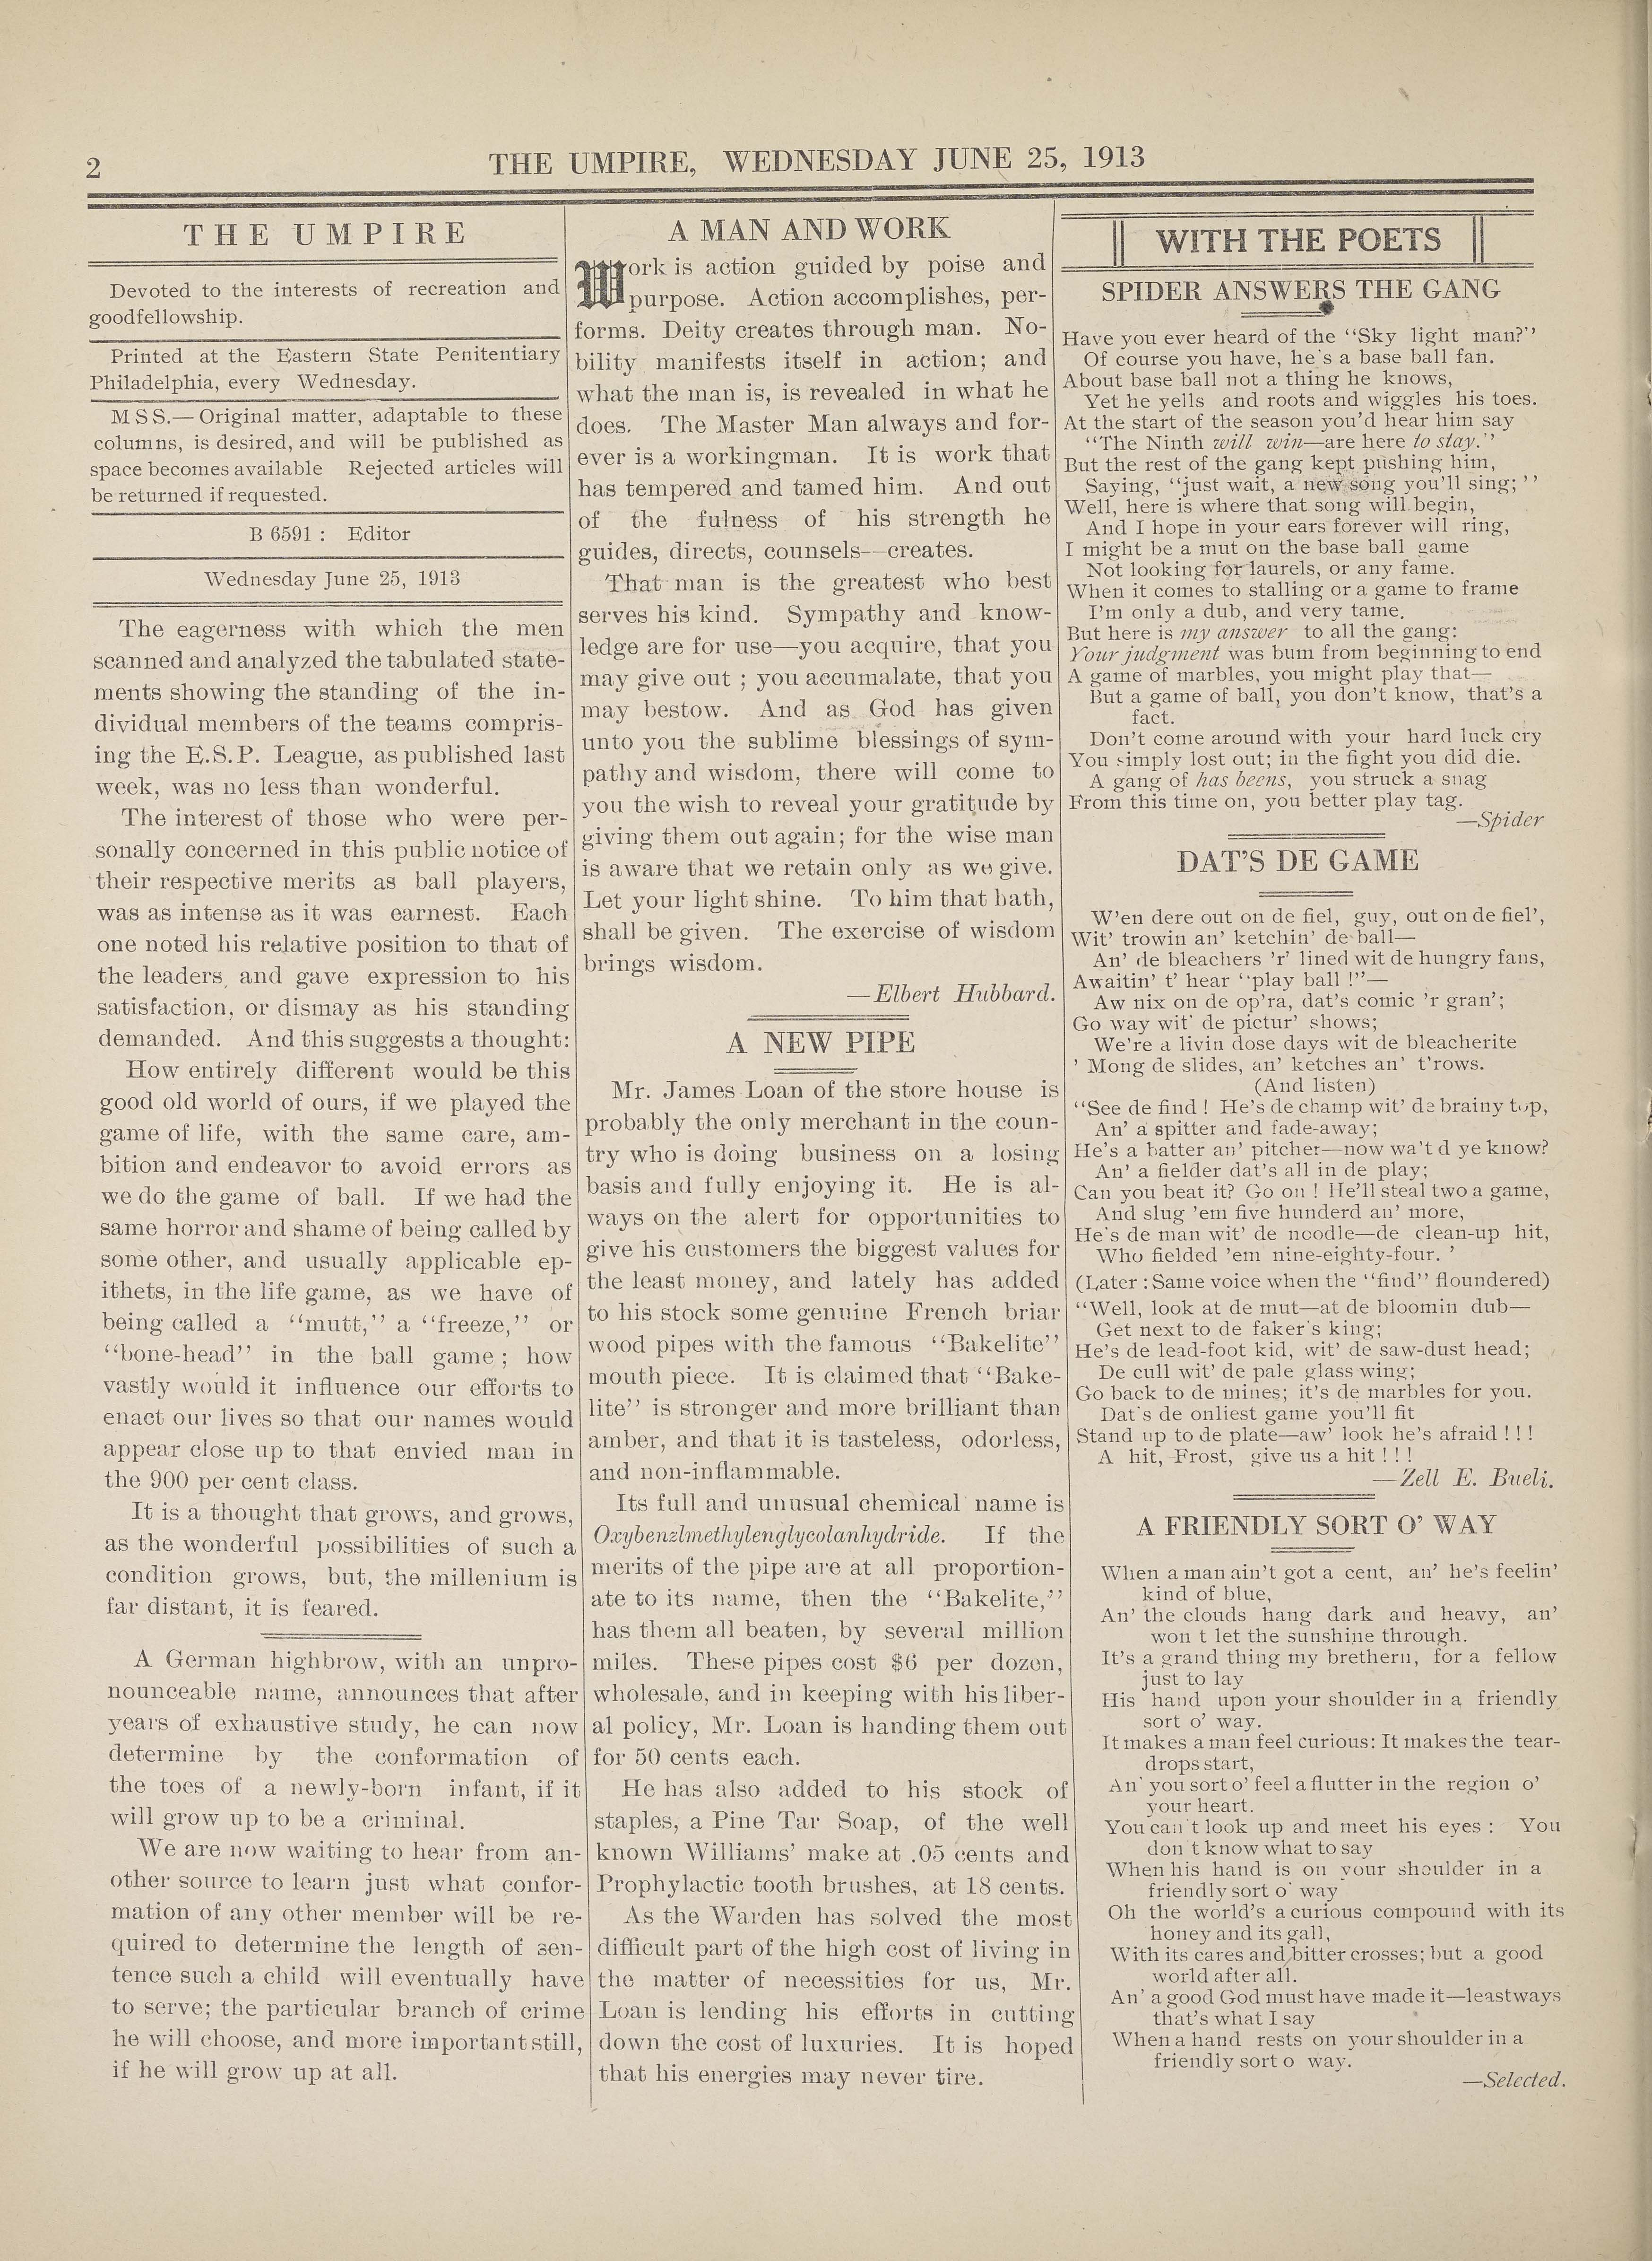 2
THE UMPIRE, WEDNESDAY JUNE 25, 1913
THE UMPIRE
Devoted to the interests of recreation and
goodfellowship.
Printed at the Eastern State Penitentiary
Philadelphia, every Wednesday.
MSS.—Original matter, adaptable to these
columns, is desired, and will be published as
space becomes available Rejected articles will
be returned if requested.
B 6591 : Editor
Wednesday June 25, 1913
The eagerness with which the men
scanned and analyzed the tabulated state-
ments showing the standing of the in-
dividual members of the teams compris-
ing the E.S.P. League, as published last
week, was no less than wonderful.
The interest of those who were per-
sonally concerned in this public notice of
their respective merits as ball players,
was as intense as it was earnest. Each
one noted his relative position to that of
the leaders, and gave expression to his
satisfaction, or dismay as his standing
demanded. And this suggests a thought:
How entirely different would be this
good old world of ours, if we played the
game of life, with the same care, am-
bition and endeavor to avoid errors as
we do the game of ball. If we had the
same horror and shame of being called by
some other, and usually applicable ep-
ithets, in the life game, as we have of
being called a ‘‘mutt,’’ a ‘‘freeze,’’ or
‘‘bone-head’’ in the ball game; how
vastly would it influence our efforts to
enact our lives so that our names would
appear close up to that envied man in
the 900 per cent class.
It is a thought that grows, and grows,
as the wonderful possibilities of such a
condition grows, but, the millenium is
far distant, it is feared.
A German highbrow, with an unpro-
nounceable name, announces that after
years of exhaustive study, he can now
determine by the conformation of
the toes of a newly-born infant, if it
will grow up to be a criminal.
We are now waiting to hear from an-
other source to learn just what confor-
mation of any other member will be re-
quired to determine the length of sen-
tence such a child will eventually have
to serve; the particular branch of crime
he will choose, and more important still,
if he will grow up at all.
A MAN AND WORK
Work is action guided by poise and
purpose. Action accomplishes, per-
forms. Deity creates through man. No-
bility manifests itself in action; and
what the man is, is revealed in what he
does. The Master Man always and for-
ever is a workingman. It is work that
has tempered and tamed him. And out
of the fulness of his strength he
guides, directs, counsels—creates.
That man is the greatest who best
serves his kind. Sympathy and know-
ledge are for use—you acquire, that you
may give out ; you accumalate, that you
may bestow. And as God has given
unto you the sublime blessings of sym-
pathy and wisdom, there will come to
you the wish to reveal your gratitude by
giving them out again; for the wise man
is aware that we retain only as we give.
Let your light shine. To him that hath,
shall be given. The exercise of wisdom
brings wisdom.
—Elbert Hubbard.
A NEW PIPE
Mr. James Loan of the store house is
probably the only merchant in the coun-
try who is doing business on a losing
basis and fully enjoying it. He is al-
ways on the alert for opportunities to
give his customers the biggest values for
the least money, and lately has added
to his stock some genuine French briar
wood pipes with the famous ‘‘Bakelite’’
mouth piece. It is claimed that ‘‘Bake-
lite’’ is stronger and more brilliant than
amber, and that it is tasteless, odorless,
and non-inflammable.
Its full and unusual chemical name is
Oxybenzlmethylenglycolanhydride. If the
merits of the pipe are at all proportion-
ate to its name, then the ‘‘Bakelite,’’
has them all beaten, by several million
miles. These pipes cost $6 per dozen,
wholesale, and in keeping with his liber-
al policy, Mr. Loan is handing them out
for 50 cents each.
He has also added to his stock of
staples, a Pine Tar Soap, of the well
known Williams’ make at .05 cents and
Prophylactic tooth brushes, at 18 cents.
As the Warden has solved the most
difficult part of the high cost of living in
the matter of necessities for us, Mr.
Loan is lending his efforts in cutting
down the cost of luxuries. It is hoped
that his energies may never tire.
WITH THE POETS
SPIDER ANSWERS THE GANG
Have you ever heard of the ‘‘Sky light man?’’
Of course you have, he's a base ball fan.
About base ball not a thing he knows,
Yet he yells and roots and wiggles his toes.
At the start of the season you’d hear him say
‘‘The Ninth will win—are here to stay.’’
But the rest of the gang kept pushing him,
Saying, ‘‘just wait, a new song you’ll sing; ’’
Well, here is where that song will begin,
And I hope in your ears forever will ring,
I might be a mut on the base ball game
Not looking for laurels, or any fame.
When it comes to stalling or a game to frame
I’m only a dub, and very tame.
But here is my answer to all the gang:
Your judgment was bum from beginning to end
A game of marbles, you might play that—
But a game of ball, you don’t know, that’s a
fact.
Don’t come around with your hard luck cry
You simply lost out; in the fight you did die.
A gang of has beens, you struck a snag
From this time on, you better play tag.
—Spider
DAT’S DE GAME
W’en dere out on de fiel, guy, out on de fiel’,
Wit’ trowin an’ ketchin’ de ball—
An’ de bleachers ’r’ lined wit de hungry fans,
Awaitin’ t’ hear ‘‘play ball !’’—
Aw nix on de op’ra, dat’s comic ’r gran’;
Go way wit’ de pictur’ shows;
We’re a livin dose days wit de bleacherite
’ Mong de slides, an’ ketches an’ t’rows.
(And listen)
‘‘See de find ! He’s de champ wit’ de brainy top,
An’ a spitter and fade-away;
He’s a batter an’ pitcher—now wa’t d ye know?
An’ a fielder dat’s all in de play;
Can you beat it? Go on ! He’ll steal two a game,
And slug ’em five hunderd an’ more,
He’s de man wit’ de noodle—de clean-up hit,
Who fielded ’em nine-eighty-four. ’
(Later : Same voice when the ‘‘find’’ floundered)
‘‘Well, look at de mut—at de bloomin dub—
Get next to de faker's king;
He’s de lead-foot kid, wit’ de saw-dust head;
De cull wit’ de pale glass wing;
Go back to de mines; it’s de marbles for you.
Dat's de onliest game you’ll fit
Stand up to de plate—aw’ look he’s afraid ! ! !
A hit, Frost, give us a hit ! ! !
—Zell E. Bueli.
A FRIENDLY SORT O’ WAY
When a man ain’t got a cent, an’ he’s feelin’
kind of blue,
An’ the clouds hang dark and heavy, an’
won t let the sunshine through.
It’s a grand thing my brethern, for a fellow
just to lay
His hand upon your shoulder in a friendly
sort o’ way.
It makes a man feel curious: It makes the tear-
drops start,
An’ you sort o’ feel a flutter in the region o’
your heart.
You can't look up and meet his eyes : You
don t know what to say
When his hand is on your shoulder in a
friendly sort o' way
Oh the world’s a curious compound with its
honey and its gall,
With its cares and bitter crosses; but a good
world after all.
An’ a good God must have made it—leastways
that’s what I say
When a hand rests on your shoulder in a
friendly sort o way.
—Selected.